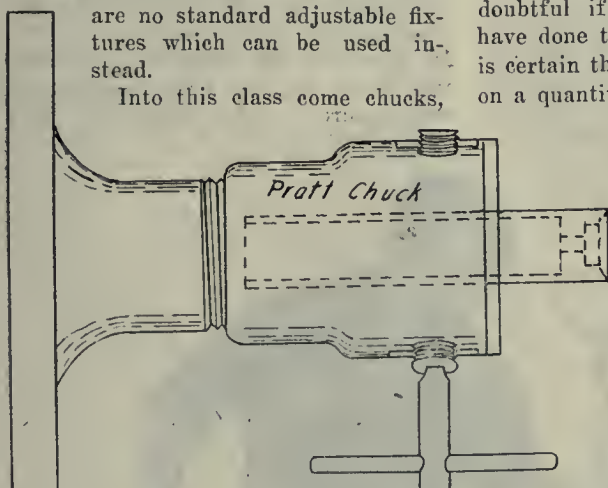 are no standard adjustable fix-
tures which can be used in-
stead.
Into this class come chucks,
doubtful if
have done t
is certain th
on a quanti
Pratt Chuck